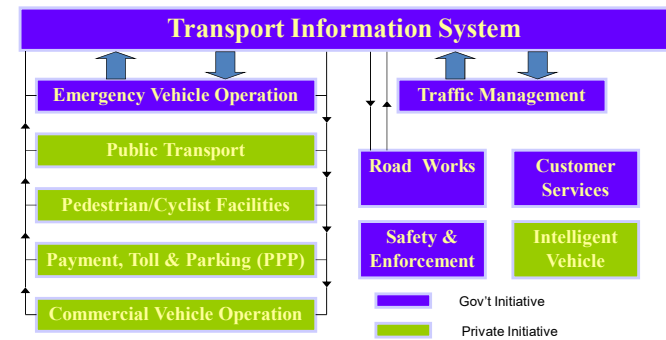 Transport Information System
Emergency Vehicle Operation
Traffic Management
Public Transport
Road Works
Customer
Services
Pedestrian/Cyclist Facilities
Safety &
Enforcement
Intelligent
Vehicle
Payment, Toll & Parking (PPP)
Commercial Vehicle Operation
Gov't Initiative
Private Initiative